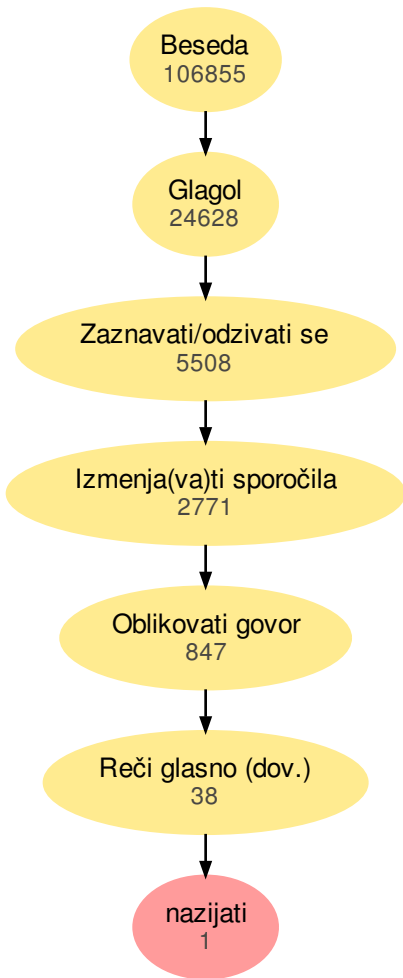 Beseda
106855
Glagol
24628
Zaznavati/odzivati se
5508
Izmenja(va)ti sporočila
2771
Oblikovati govor
847
Reči glasno (dov.)
38
nazijati
1